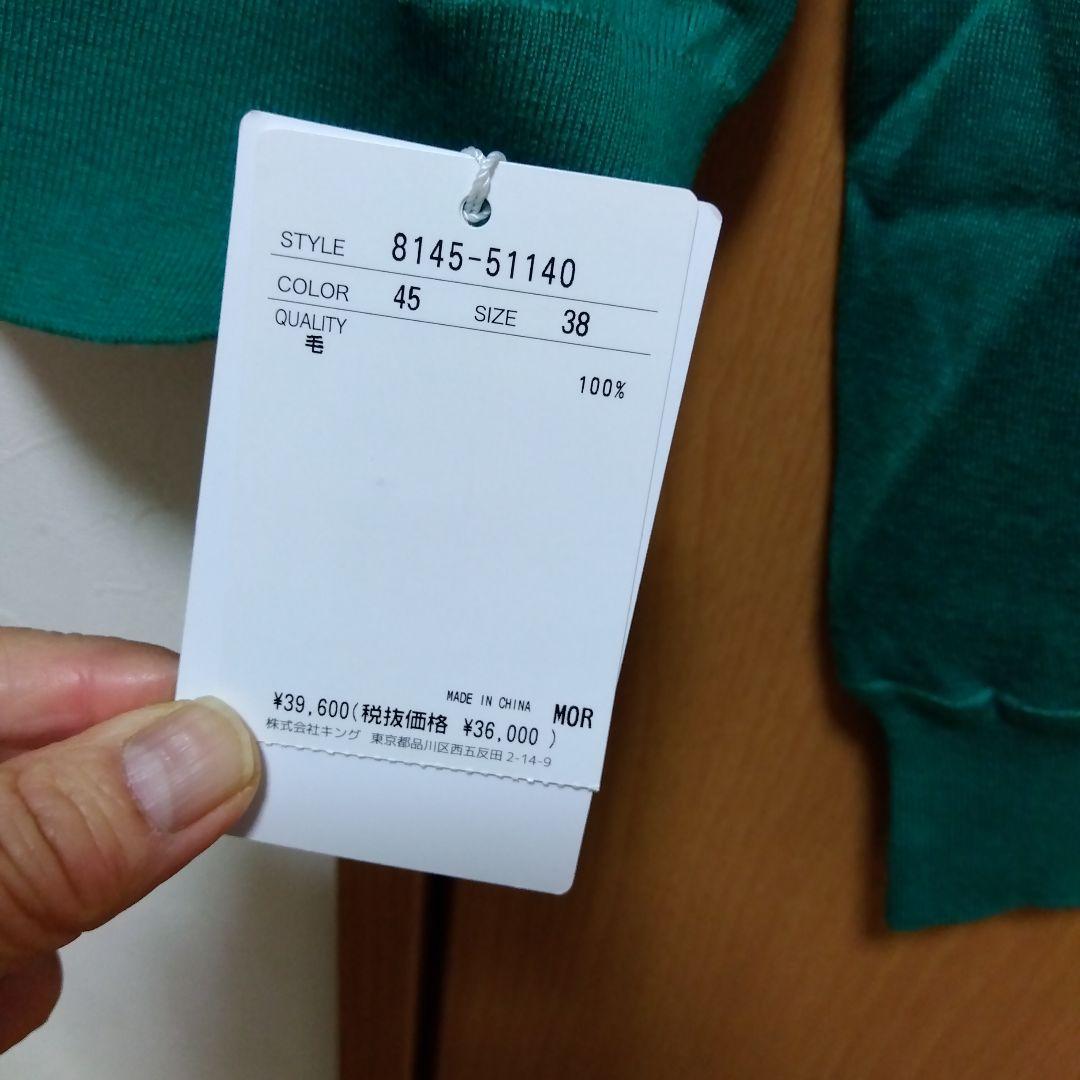 STYLE 8145-51140
COLOR 45 SIZE 38
QUALITY
毛
100%
MADE IN CHINA MOR
¥39,600(税抜価格 ¥36,000 )
株式会社キング 東京都品川区西五反田 2-14-9